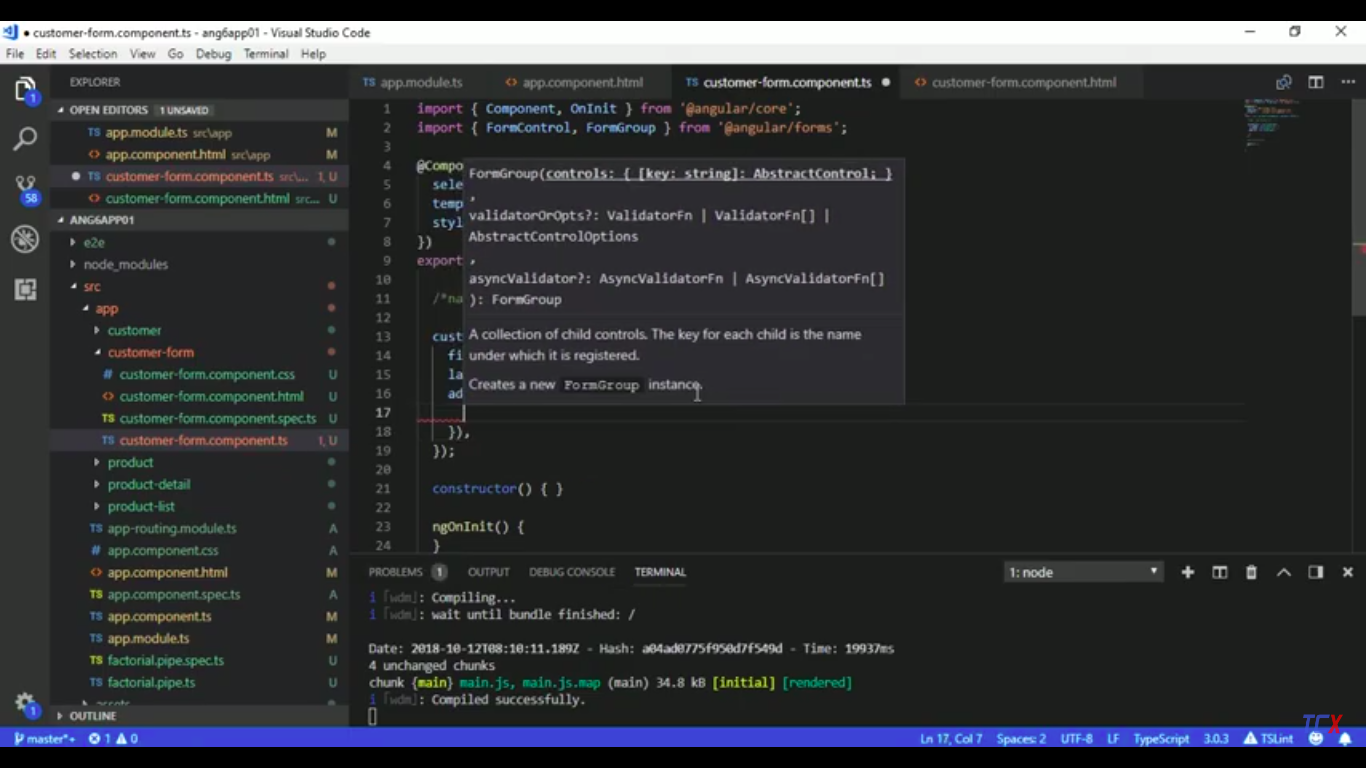 ● customer-form.component.ts - ang6app01 - Visual Studio Code
File Edit Selection View Go Debug Terminal Help
EXPLORER
OPEN EDITORS 1 UNSAVED
TS app.module.ts src\app M
<> app.component.html src\app M
● TS customer-form.component.ts src\... 1, U
<> customer-form.component.html src... U
ANG6APP01
e2e
node_modules
src
app
customer
customer-form
# customer-form.component.css U
<> customer-form.component.html U
TS customer-form.component.spec.ts U
TS customer-form.component.ts 1, U
product
product-detail
product-list
TS app-routing.module.ts A
# app.component.css A
<> app.component.html M
TS app.component.spec.ts A
TS app.component.ts M
TS app.module.ts M
TS factorial.pipe.spec.ts U
TS factorial.pipe.ts U
assets
OUTLINE
1
58
1
TS app.module.ts <> app.component.html TS customer-form.component.ts ● <> customer-form.component.html
1 import { Component, OnInit } from '@angular/core';
2 import { FormControl, FormGroup } from '@angular/forms';
3
4 @Compo
5 sele
6 temp
7 styl
8 })
9 export
10
11 /*na
12
13 cust
14 fi
15 la
16 ad
17
18 }),
19 });
20
21 constructor() { }
22
23 ngOnInit() {
24 }
FormGroup(controls: { [key: string]: AbstractControl; }
,
validatorOrOpts?: ValidatorFn | ValidatorFn[] |
AbstractControlOptions
,
asyncValidator?: AsyncValidatorFn | AsyncValidatorFn[]
): FormGroup
A collection of child controls. The key for each child is the name
under which it is registered.
Creates a new FormGroup instance.
PROBLEMS 1 OUTPUT DEBUG CONSOLE TERMINAL 1: node
i ｢wdm｣: Compiling...
i ｢wdm｣: wait until bundle finished: /
Date: 2018-10-12T08:10:11.189Z - Hash: a04ad0775f950d7f549d - Time: 19937ms
4 unchanged chunks
chunk {main} main.js, main.js.map (main) 34.8 kB [initial] [rendered]
i ｢wdm｣: Compiled successfully.
TCX
master*+ 1 0 Ln 17, Col 7 Spaces: 2 UTF-8 LF TypeScript 3.0.3 TSLint